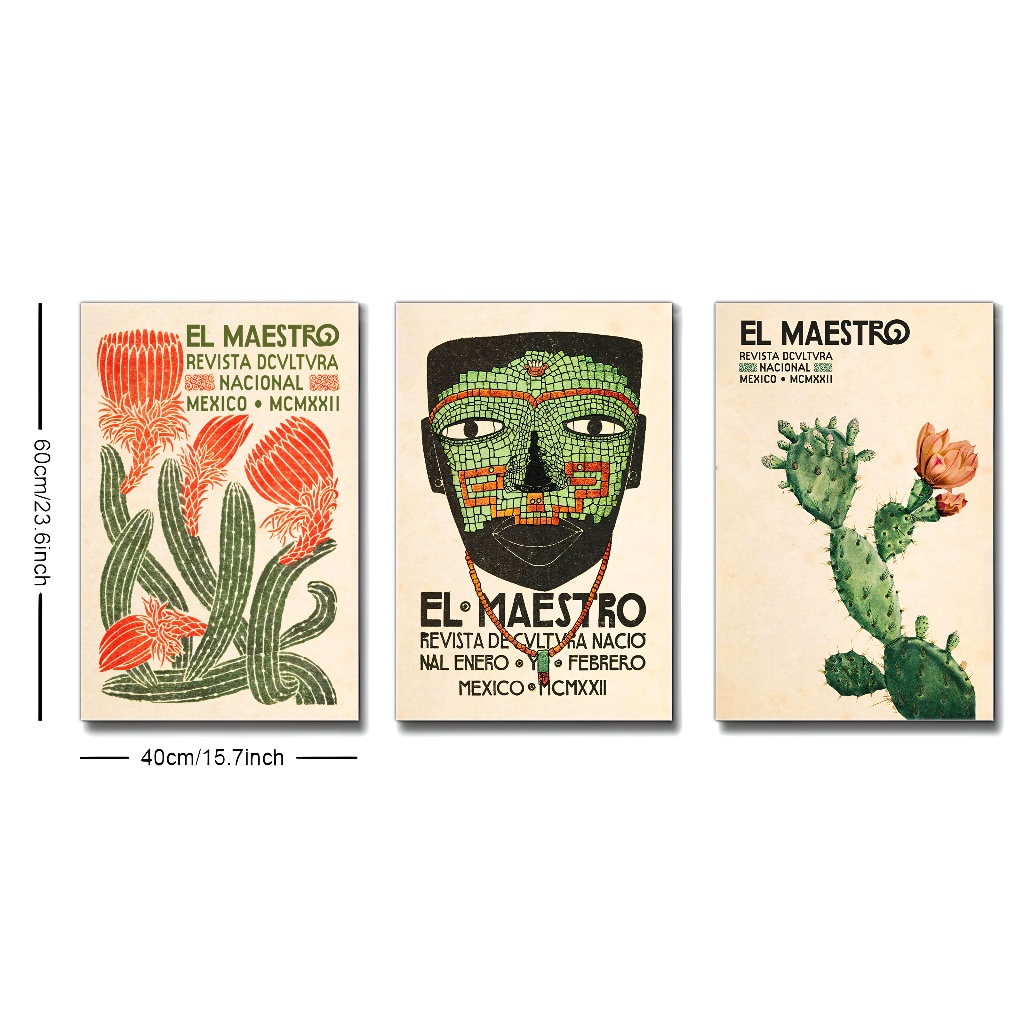 EL MAESTRO
REVISTA DCVLTVRA
NACIONAL
MEXICO • MCMXXII
EL MAESTRO
REVISTA DE CVLTVRA NACIO
NAL ENERO • Y • FEBRERO
MEXICO • MCMXXII
EL MAESTRO
REVISTA DCVLTVRA
NACIONAL
MEXICO • MCMXXII
60cm/23.6inch
40cm/15.7inch